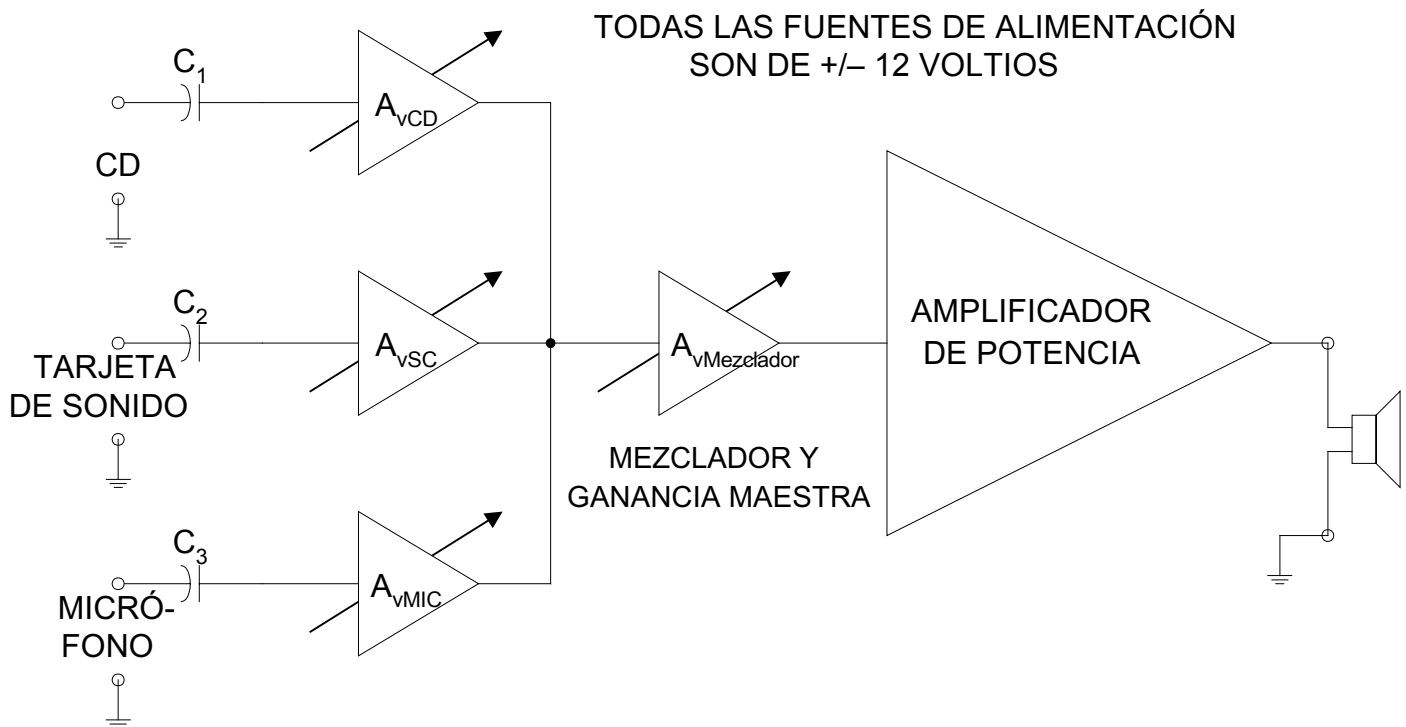 TODAS LAS FUENTES DE ALIMENTACIÓN
SON DE +/– 12 VOLTIOS
C1
AvCD
CD
C2
AvSC
TARJETA
DE SONIDO
AvMezclador
MEZCLADOR Y
GANANCIA MAESTRA
AMPLIFICADOR
DE POTENCIA
C3
AvMIC
MICRÓ-
FONO